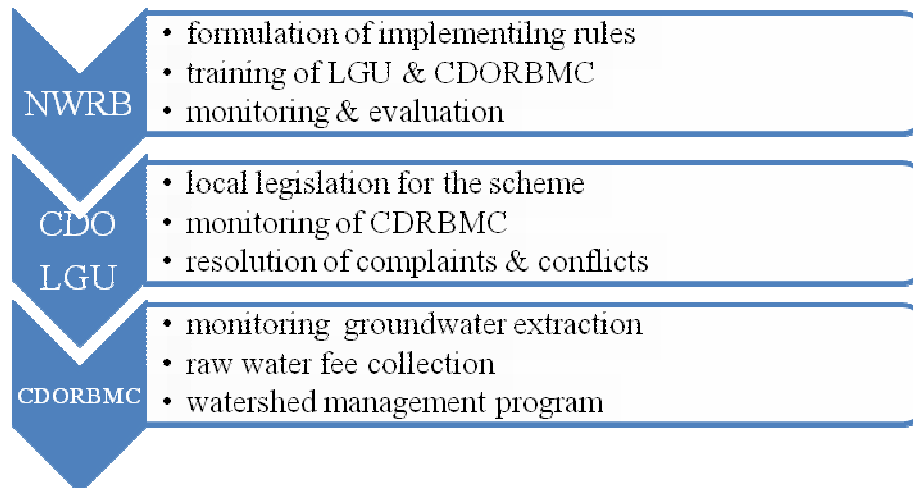 NWRB
• formulation of implementilng rules
• training of LGU & CDORBMC
• monitoring & evaluation
CDO
LGU
• local legislation for the scheme
• monitoring of CDRBMC
• resolution of complaints & conflicts
CDORBMC
• monitoring groundwater extraction
• raw water fee collection
• watershed management program